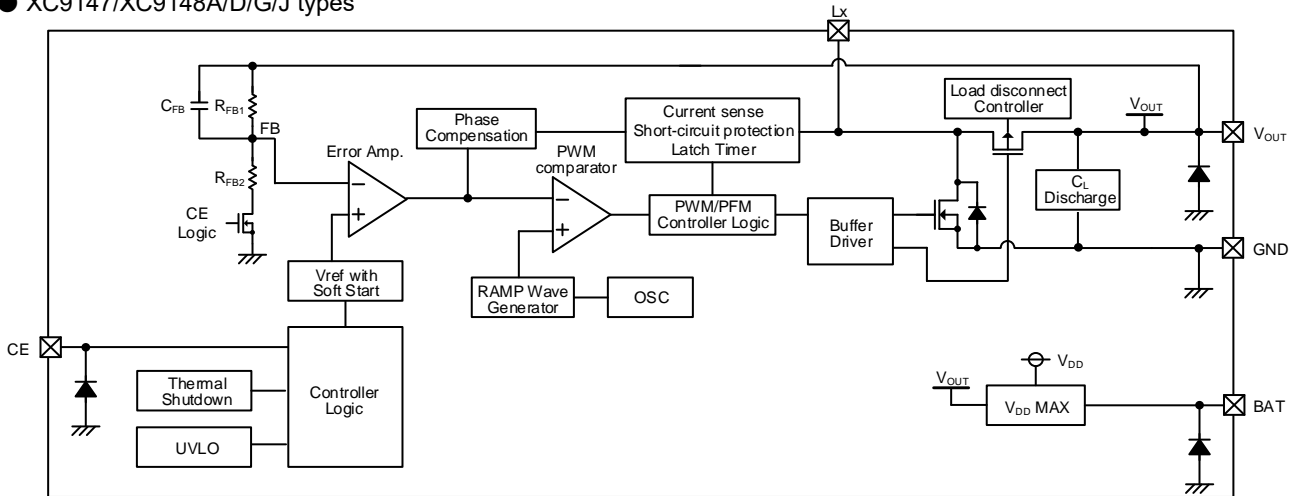 ● XC9147/XC9148A/D/G/J types
Lx
CFB
RFB1
FB
RFB2
CE
Logic
Error Amp.
Phase
Compensation
PWM
comparator
Current sense
Short-circuit protection
Latch Timer
PWM/PFM
Controller Logic
Buffer
Driver
Load disconnect
Controller
VOUT
VOUT
CL
Discharge
GND
Vref with
Soft Start
RAMP Wave
Generator
OSC
CE
Thermal
Shutdown
UVLO
Controller
Logic
VOUT
VDD
VDD MAX
BAT